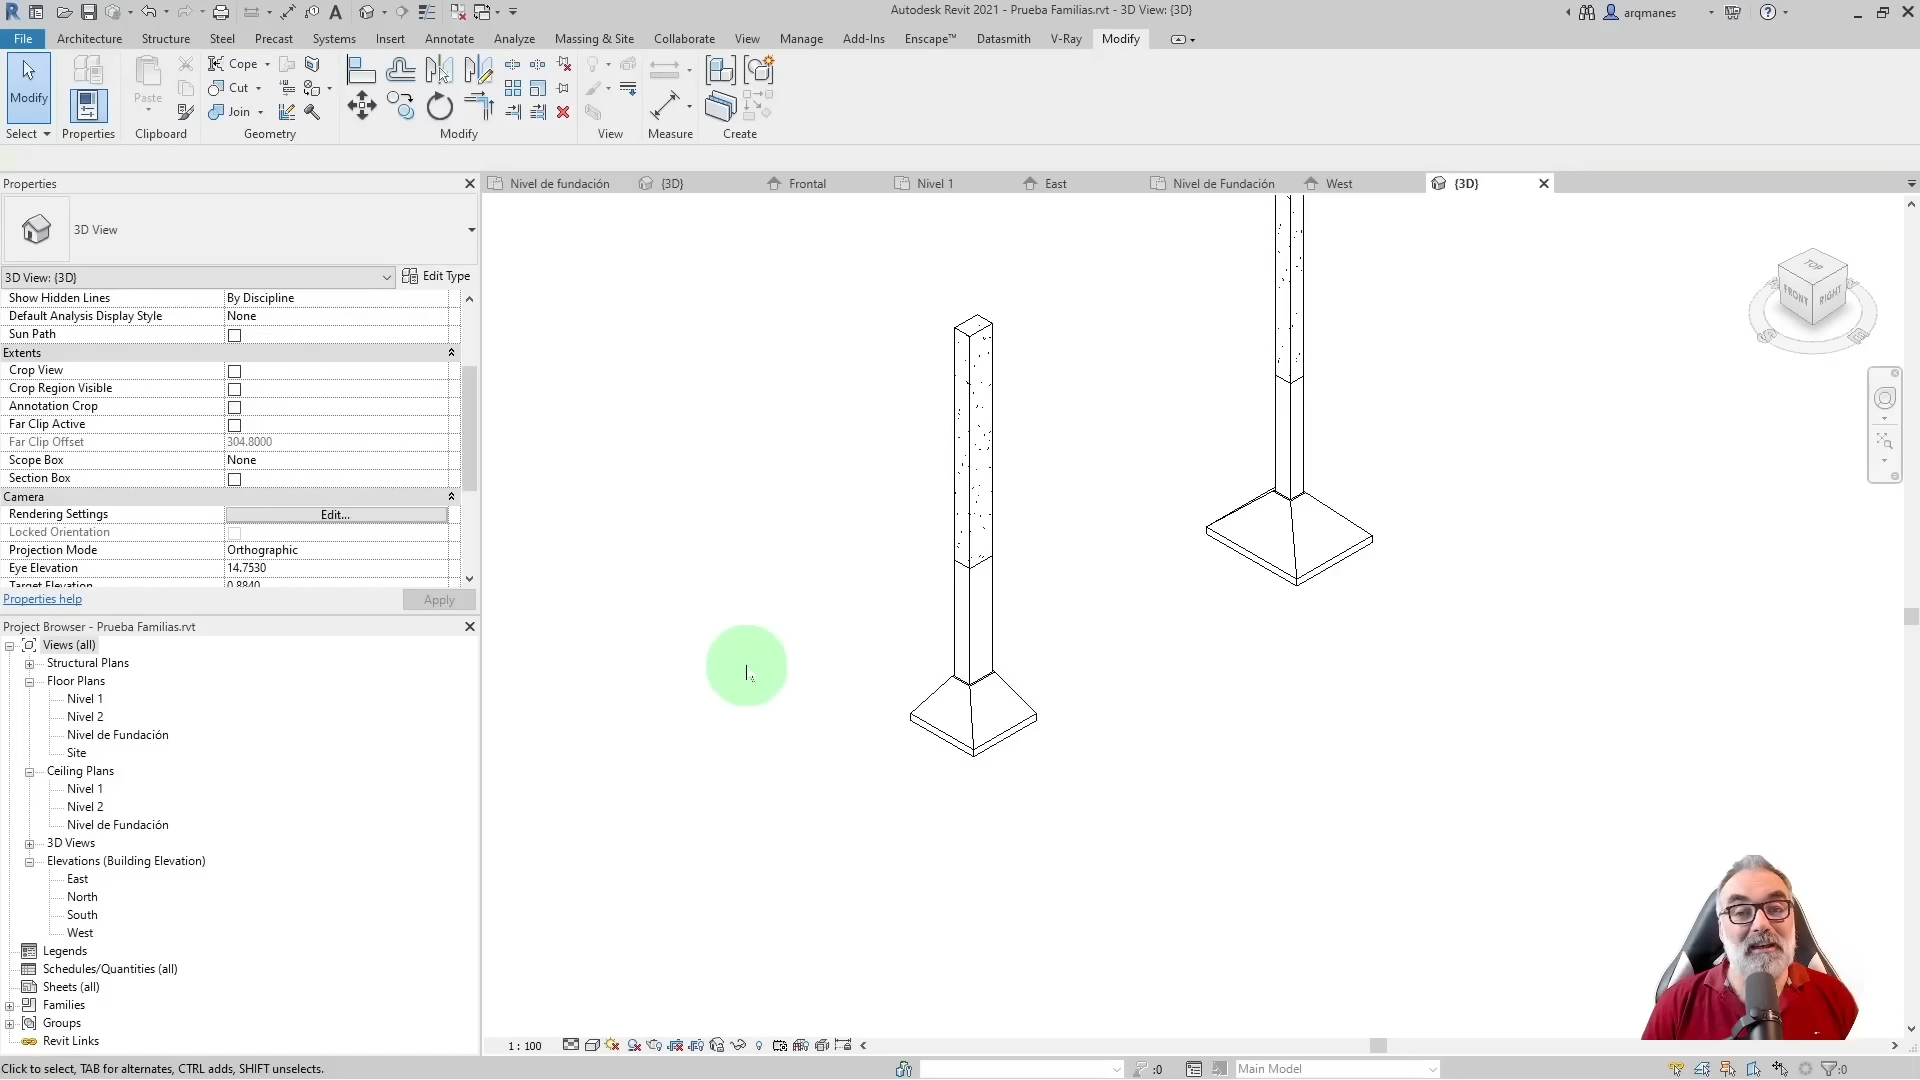 Autodesk Revit 2021 - Prueba Familias.rvt - 3D View: {3D}
arqmanes
File Architecture Structure Steel Precast Systems Insert Annotate Analyze Massing & Site Collaborate View Manage Add-Ins Enscape™ Datasmith V-Ray Modify
Modify
Paste
Cope
Cut
Join
Select Properties Clipboard Geometry Modify View Measure Create
Properties
Nivel de fundación {3D} Frontal Nivel 1 East Nivel de Fundación West {3D}
3D View
3D View: {3D} Edit Type
Show Hidden Lines By Discipline
Default Analysis Display Style None
Sun Path
Extents
Crop View
Crop Region Visible
Annotation Crop
Far Clip Active
Far Clip Offset 304.8000
Scope Box None
Section Box
Camera
Rendering Settings Edit...
Locked Orientation
Projection Mode Orthographic
Eye Elevation 14.7530
Target Elevation 0.8840
Properties help Apply
Project Browser - Prueba Familias.rvt
Views (all)
Structural Plans
Floor Plans
Nivel 1
Nivel 2
Nivel de Fundación
Site
Ceiling Plans
Nivel 1
Nivel 2
Nivel de Fundación
3D Views
Elevations (Building Elevation)
East
North
South
West
Legends
Schedules/Quantities (all)
Sheets (all)
Families
Groups
Revit Links
TOP
FRONT
RIGHT
1 : 100
Click to select, TAB for alternates, CTRL adds, SHIFT unselects.
:0
Main Model
:0